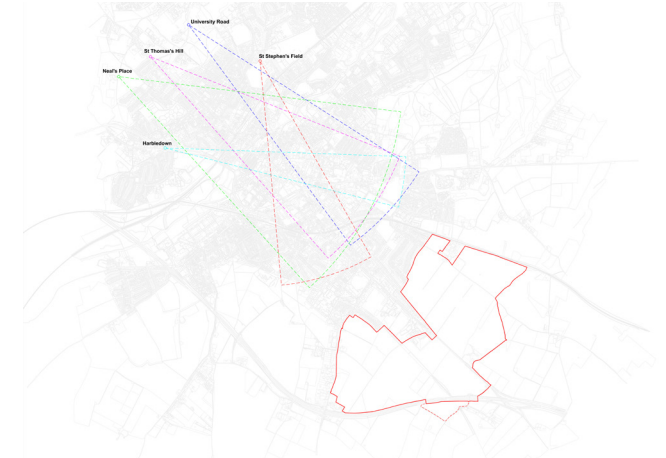 University Road
St Thomas's Hill
St Stephen's Field
Neal's Place
Harbledown